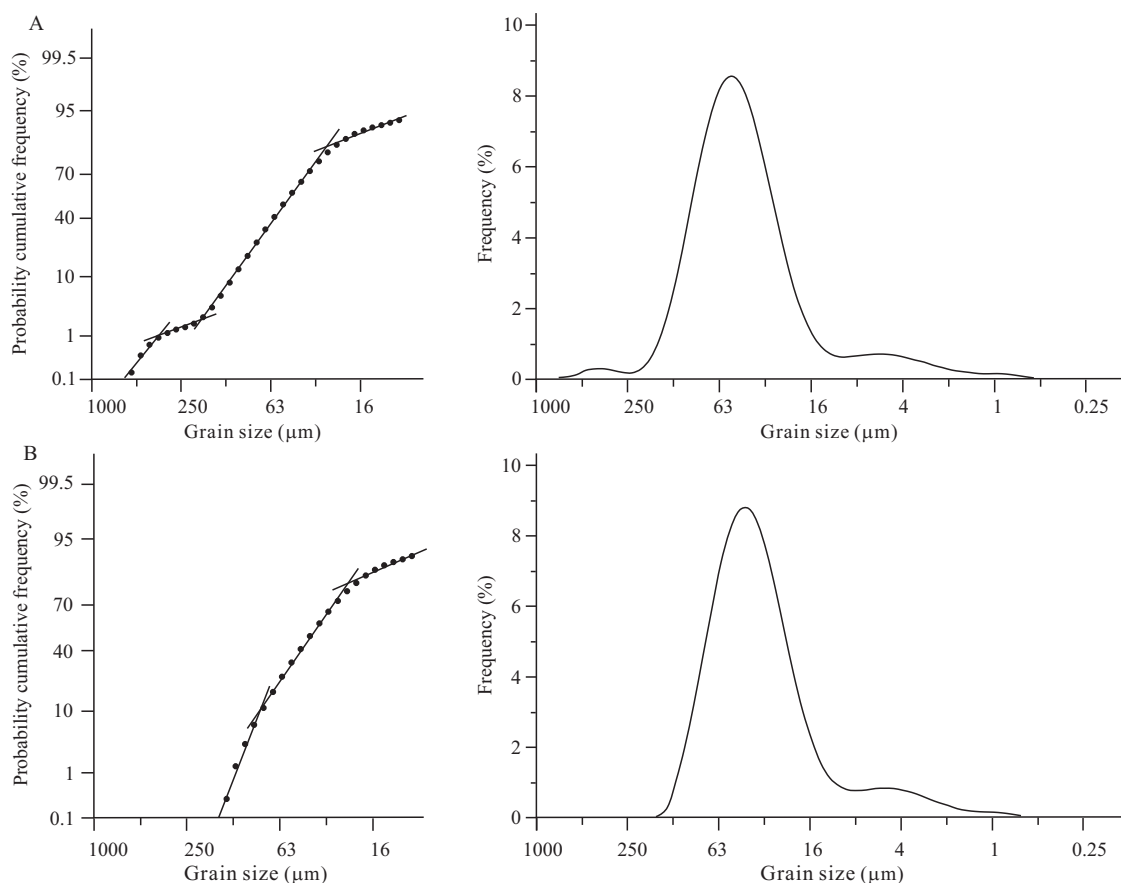 A
Probability cumulative frequency (%)
99.5
95
70
40
10
1
0.1
1000 250 63 16
Grain size (μm)
Frequency (%)
10
8
6
4
2
0
1000 250 63 16 4 1 0.25
Grain size (μm)
B
Probability cumulative frequency (%)
99.5
95
70
40
10
1
0.1
1000 250 63 16
Grain size (μm)
Frequency (%)
10
8
6
4
2
0
1000 250 63 16 4 1 0.25
Grain size (μm)